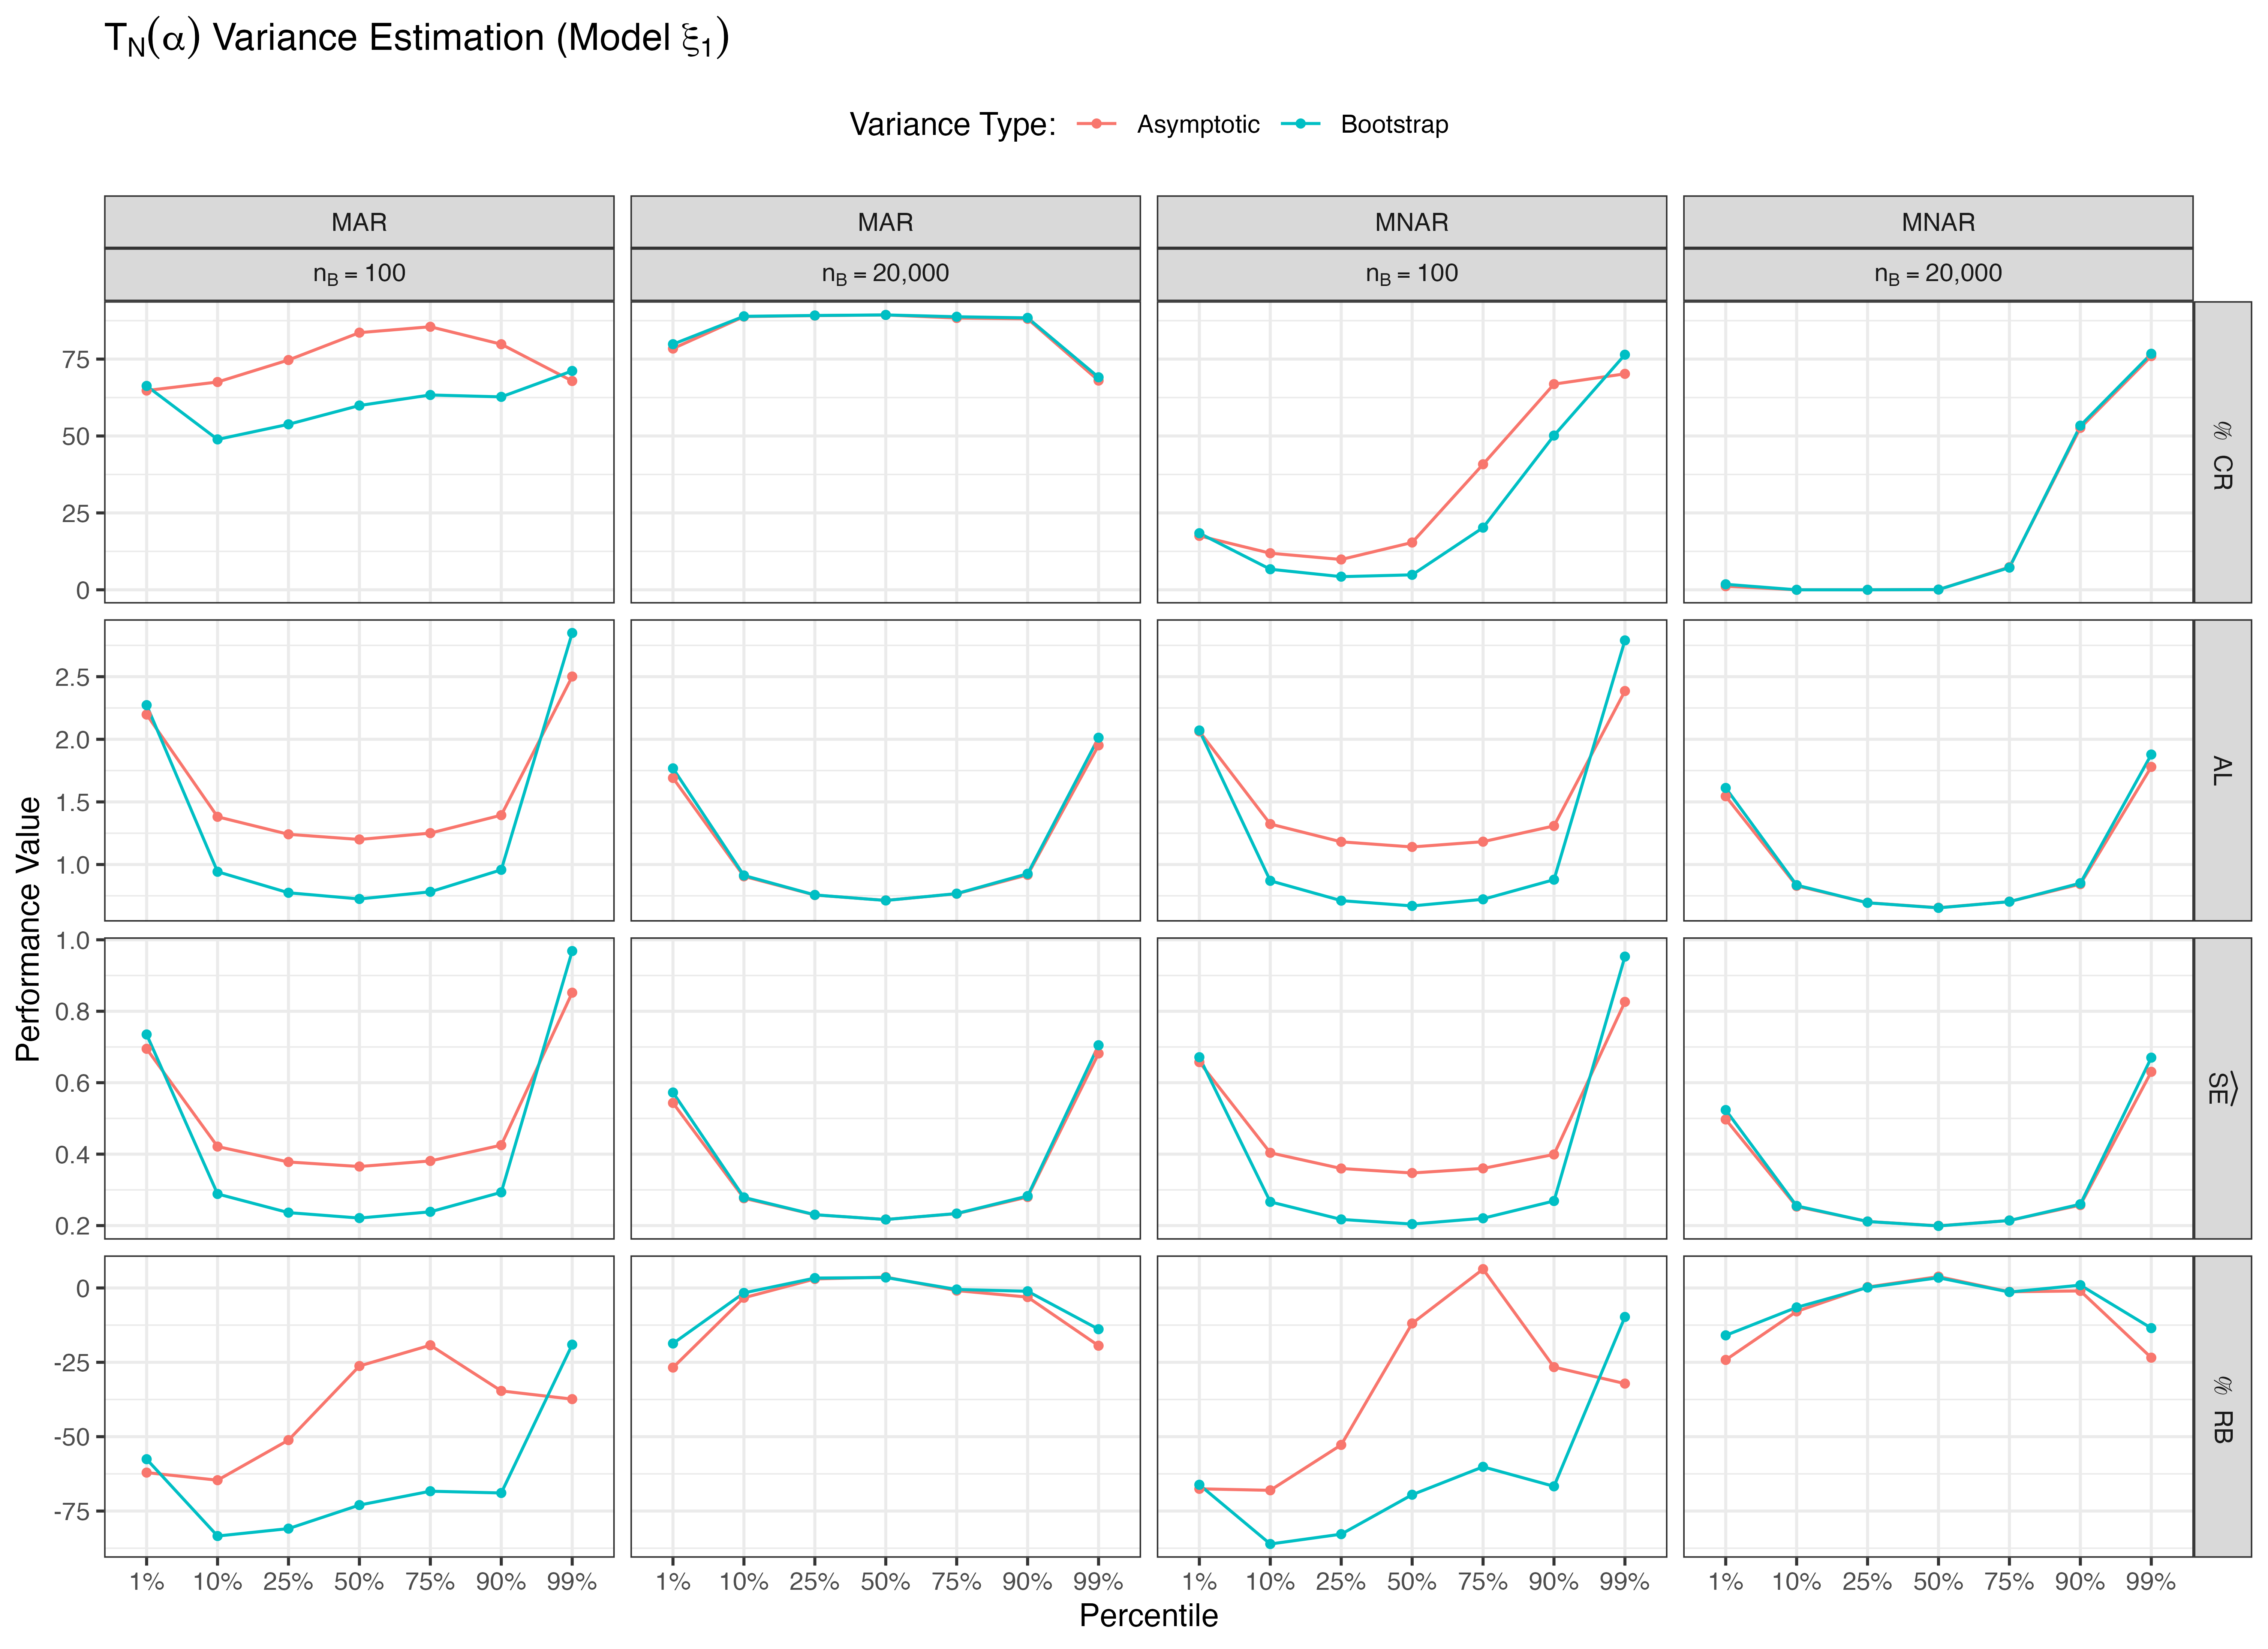 T_N(α) Variance Estimation (Model ξ₁)
Variance Type: Asymptotic Bootstrap
MAR MAR MNAR MNAR
n_B = 100 n_B = 20,000 n_B = 100 n_B = 20,000
75
50
25
0
% CR
2.5
2.0
1.5
1.0
AL
Performance Value
1.0
0.8
0.6
0.4
0.2
S͡E
0
-25
-50
-75
% RB
1% 10% 25% 50% 75% 90% 99% 1% 10% 25% 50% 75% 90% 99% 1% 10% 25% 50% 75% 90% 99% 1% 10% 25% 50% 75% 90% 99%
Percentile